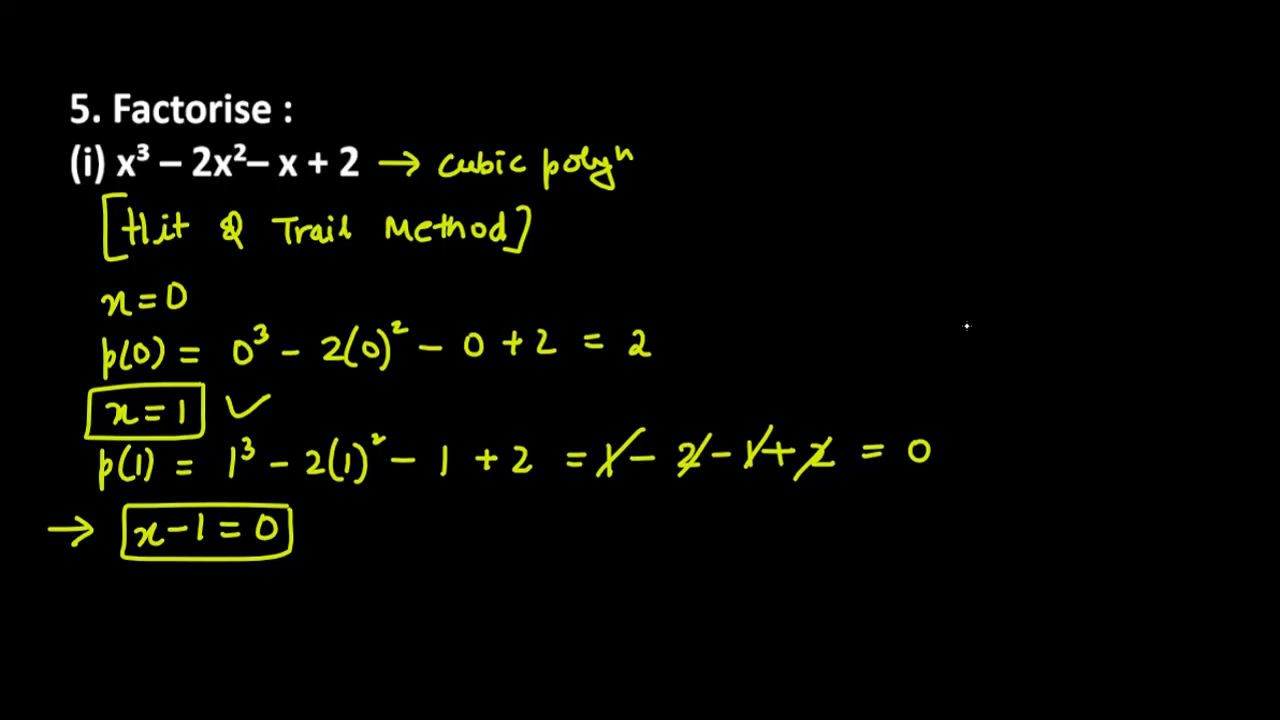 5. Factorise :
(i) x³ – 2x²– x + 2 → cubic polyⁿ
[Hit & Trail Method]
x = 0
p(0) = 0³ - 2(0)² - 0 + 2 = 2
x = 1 ✓
p(1) = 1³ - 2(1)² - 1 + 2 = 1 - 2 - 1 + 2 = 0
→ x - 1 = 0